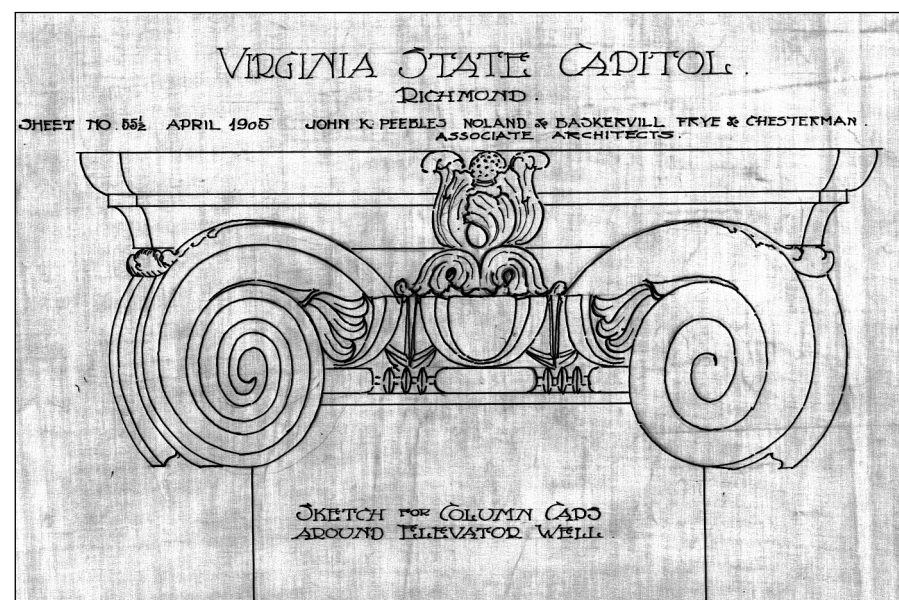 VIRGINIA STATE CAPITOL.
RICHMOND.
SHEET NO. 55½ APRIL 1905 JOHN K. PEEBLES NOLAND & BASKERVILL FRYE & CHESTERMAN.
ASSOCIATE ARCHITECTS.
SKETCH FOR COLUMN CAPS
AROUND ELEVATOR WELL